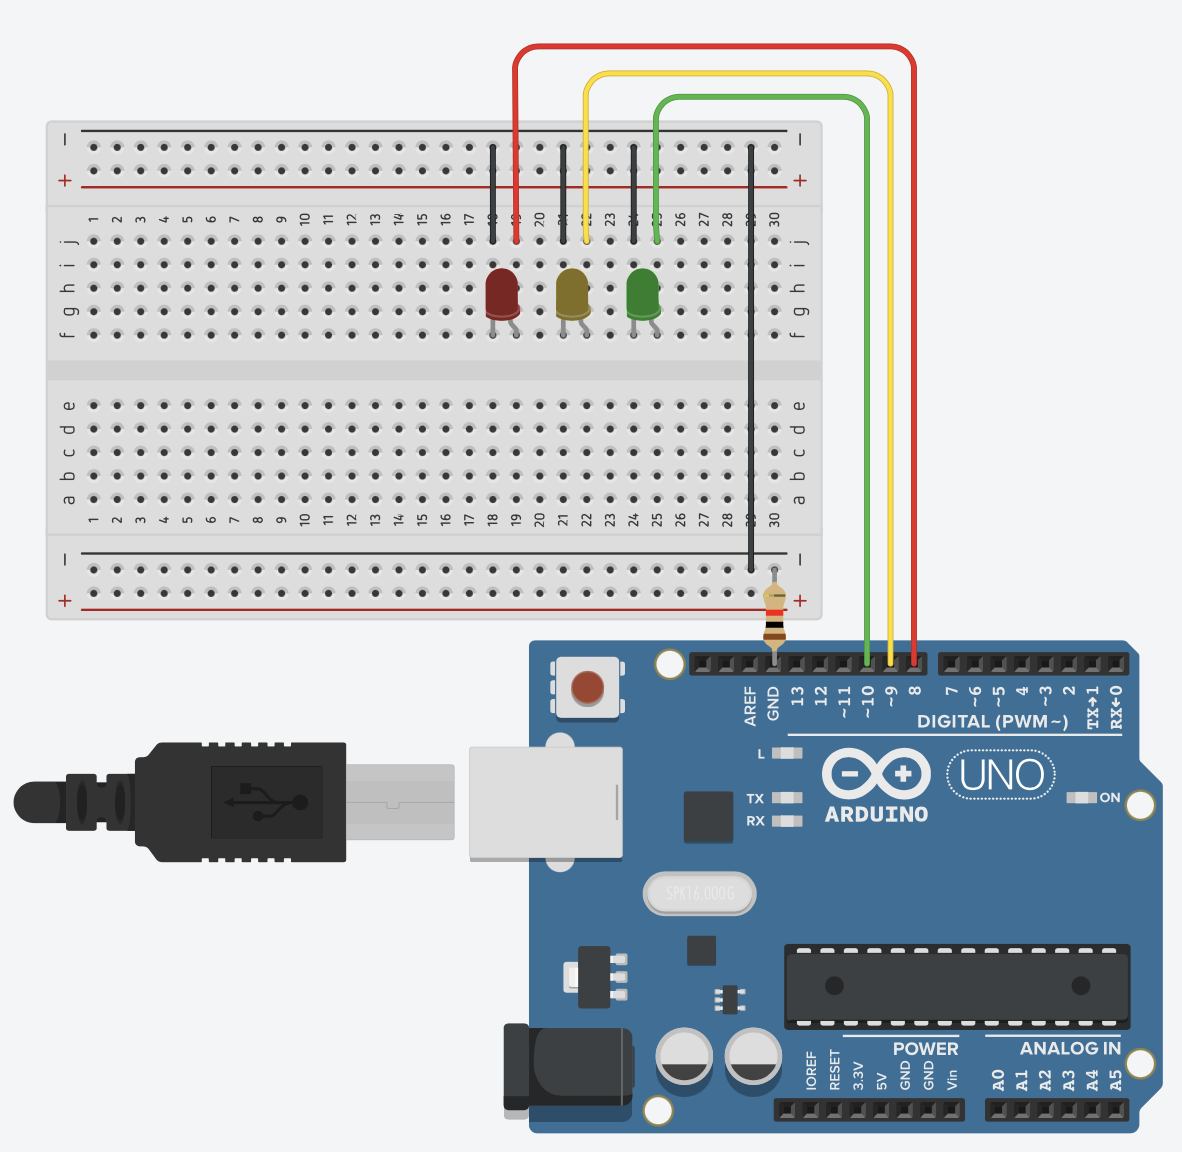 − −
+ +
1 2 3 4 5 6 7 8 9 10 11 12 13 14 15 16 17 18 19 20 21 22 23 24 25 26 27 28 29 30
j j
i i
h h
g g
f f
e e
d d
c c
b b
a a
1 2 3 4 5 6 7 8 9 10 11 12 13 14 15 16 17 18 19 20 21 22 23 24 25 26 27 28 29 30
− −
+ +
AREF GND 13 12 ~11 ~10 ~9 8 7 ~6 ~5 4 ~3 2 TX→1 RX←0
DIGITAL (PWM~)
L
UNO
TX ON
ARDUINO
RX
SPK16.000G
POWER ANALOG IN
IOREF RESET 3.3V 5V GND GND Vin A0 A1 A2 A3 A4 A5